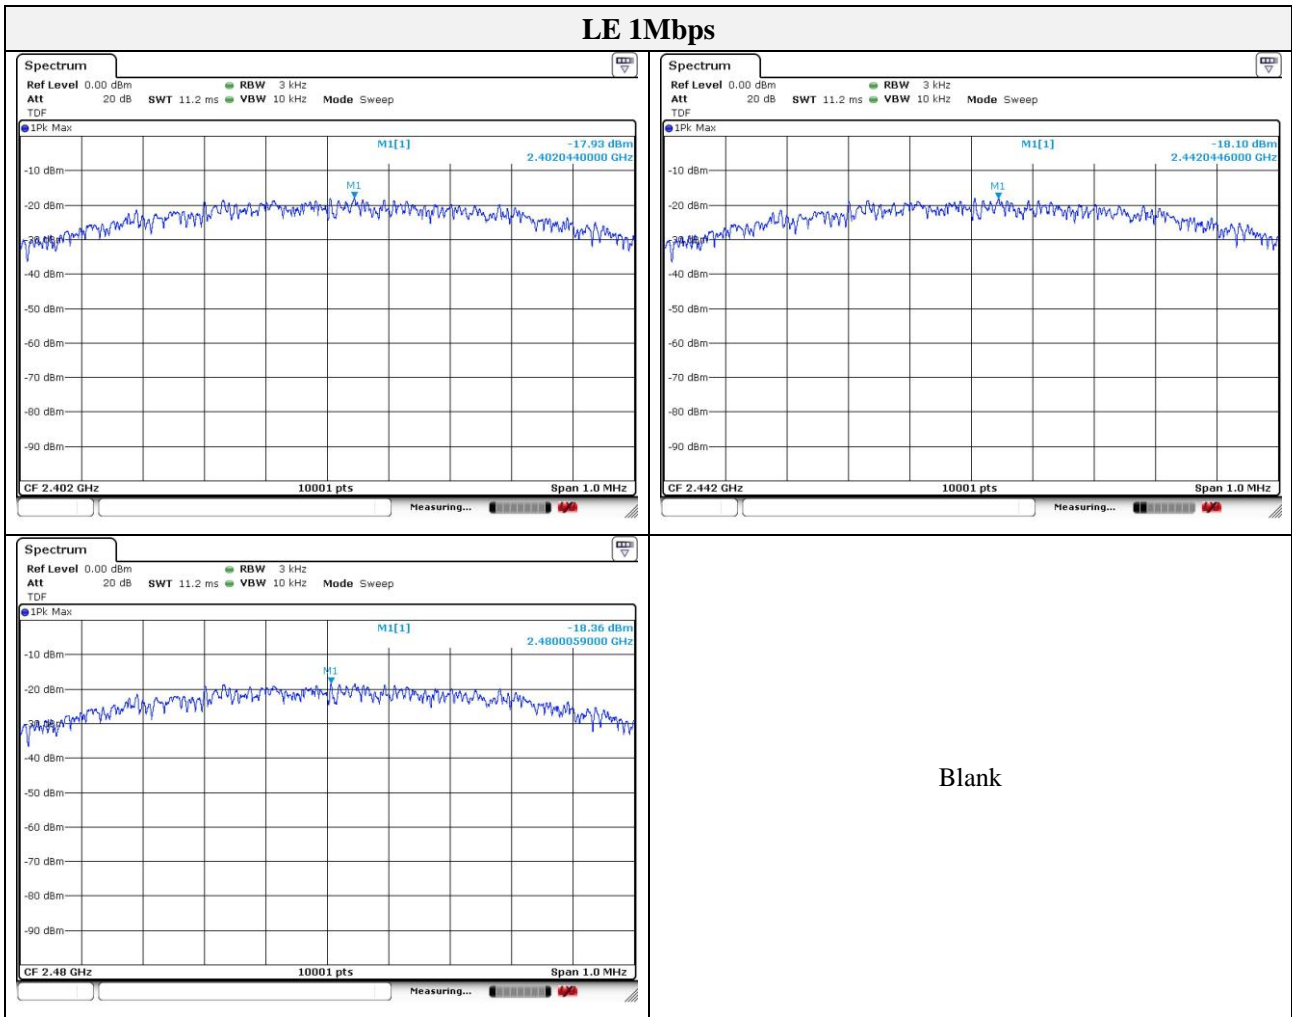 LE 1Mbps
Spectrum
Ref Level 0.00 dBm RBW 3 kHz
Att 20 dB SWT 11.2 ms VBW 10 kHz Mode Sweep
TDF
1Pk Max
M1[1] -17.93 dBm
2.4020440000 GHz
-10 dBm
M1
-20 dBm
-30 dBm
-40 dBm
-50 dBm
-60 dBm
-70 dBm
-80 dBm
-90 dBm
CF 2.402 GHz 10001 pts Span 1.0 MHz
Measuring...
Spectrum
Ref Level 0.00 dBm RBW 3 kHz
Att 20 dB SWT 11.2 ms VBW 10 kHz Mode Sweep
TDF
1Pk Max
M1[1] -18.10 dBm
2.4420446000 GHz
-10 dBm
M1
-20 dBm
-30 dBm
-40 dBm
-50 dBm
-60 dBm
-70 dBm
-80 dBm
-90 dBm
CF 2.442 GHz 10001 pts Span 1.0 MHz
Measuring...
Spectrum
Ref Level 0.00 dBm RBW 3 kHz
Att 20 dB SWT 11.2 ms VBW 10 kHz Mode Sweep
TDF
1Pk Max
M1[1] -18.36 dBm
2.4800059000 GHz
-10 dBm
M1
-20 dBm
-30 dBm
-40 dBm
-50 dBm
-60 dBm
-70 dBm
-80 dBm
-90 dBm
CF 2.48 GHz 10001 pts Span 1.0 MHz
Measuring...
Blank